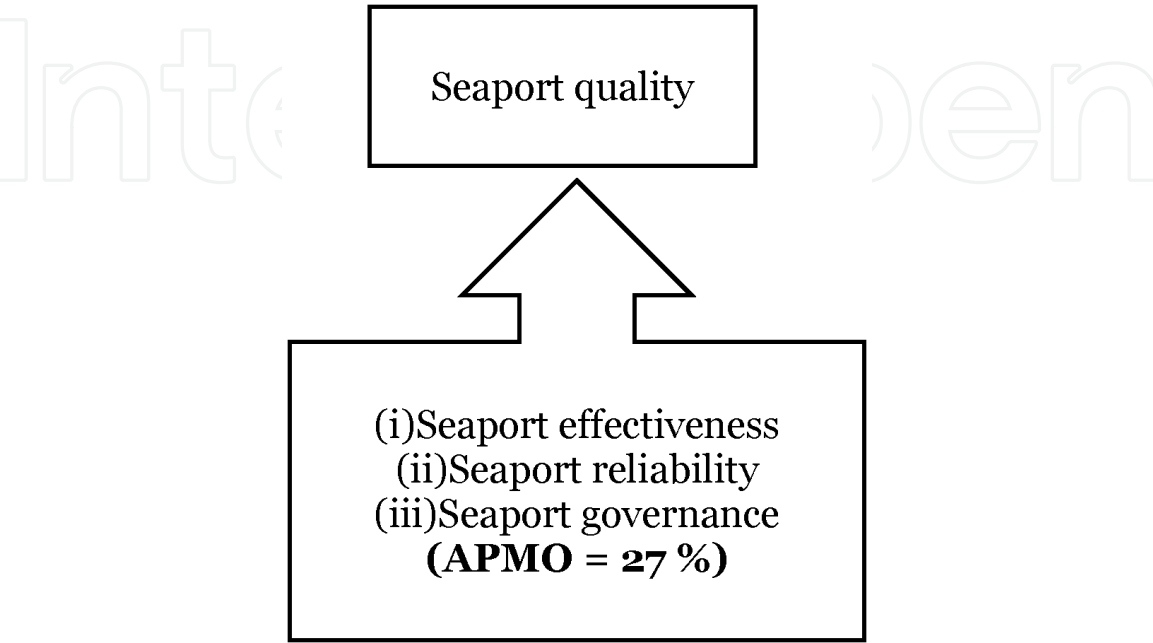 Seaport quality
(i)Seaport effectiveness
(ii)Seaport reliability
(iii)Seaport governance
(APMO = 27 %)